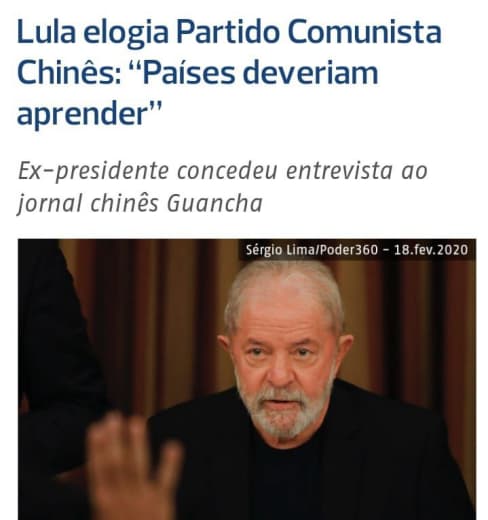 Lula elogia Partido Comunista
Chinês: “Países deveriam
aprender”
Ex-presidente concedeu entrevista ao
jornal chinês Guancha
Sérgio Lima/Poder360 - 18.fev.2020